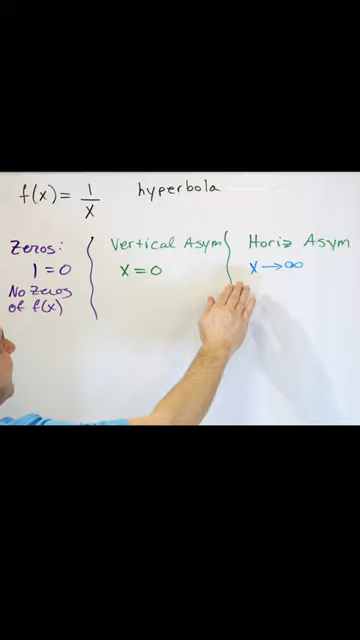 f(x) = 1/x hyperbola
Zeros:
1 = 0
No zeros
of f(x)
Vertical Asym
x = 0
Horiz Asym
x → ∞